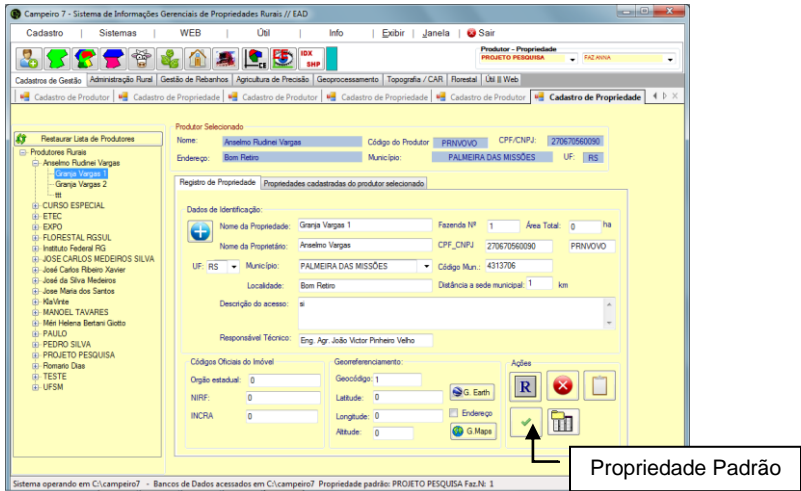 Campeiro 7 - Sistema de Informações Gerenciais de Propriedades Rurais // EAD
Cadastro | Sistemas | WEB | Útil | Info | Exibir | Janela | Sair
IDX SHP
Produtor - Propriedade
PROJETO PESQUISA FAZ.ANNA
Cadastros de Gestão Administração Rural Gestão de Rebanhos Agricultura de Precisão Geoprocessamento Topografia / CAR Florestal Útil || Web
Cadastro de Produtor Cadastro de Propriedade Cadastro de Produtor Cadastro de Propriedade Cadastro de Produtor Cadastro de Propriedade
Restaurar Lista de Produtores
Produtores Rurais
Anselmo Rudinei Vargas
Granja Vargas 1
Granja Vargas 2
ttt
CURSO ESPECIAL
ETEC
EXPO
FLORESTAL RGSUL
Instituto Federal RG
JOSE CARLOS MEDEIROS SILVA
José Carlos Ribeiro Xavier
José da Silva Medeiros
Jose Maria dos Santos
KlaVinte
MANOEL TAVARES
Méri Helena Bertani Giotto
PAULO
PEDRO SILVA
PROJETO PESQUISA
Romario Dias
TESTE
UFSM
Produtor Selecionado
Nome: Anselmo Rudinei Vargas Código do Produtor PRNVOVO CPF/CNPJ: 270670560090
Endereço: Bom Retiro Município: PALMEIRA DAS MISSÕES UF: RS
Registro de Propriedade Propriedades cadastradas do produtor selecionado
Dados de Identificação:
Nome da Propriedade: Granja Vargas 1 Fazenda Nº 1 Área Total: 0 ha
Nome da Proprietário: Anselmo Vargas CPF_CNPJ 270670560090 PRNVOVO
UF: RS Município: PALMEIRA DAS MISSÕES Código Mun.: 4313706
Localidade: Bom Retiro Distância a sede municipal: 1 km
Descrição do acesso: si
Responsável Técnico: Eng. Agr. João Victor Pinheiro Velho
Códigos Oficiais do Imóvel Georreferenciamento: Ações
Orgão estadual: 0 Geocódigo: 1
NIRF: 0 Latitude: 0 G. Earth R
INCRA 0 Longitude: 0 Endereço
Altitude: 0 G.Maps
Propriedade Padrão
Sistema operando em C:\campeiro7 - Bancos de Dados acessados em C:\campeiro7 Propriedade padrão: PROJETO PESQUISA Faz.N: 1